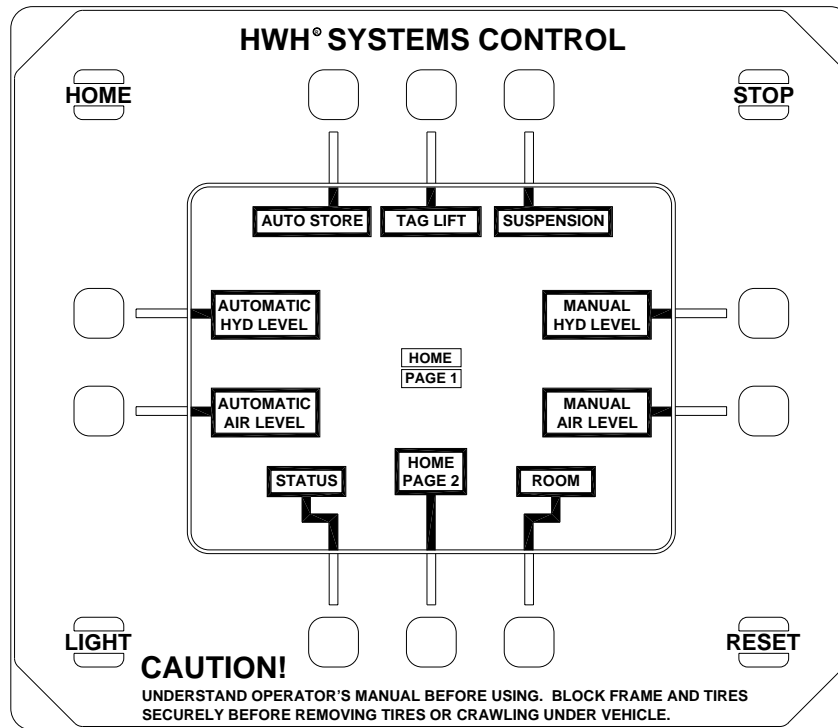 HWH® SYSTEMS CONTROL
HOME
STOP
AUTO STORE
TAG LIFT
SUSPENSION
AUTOMATIC
HYD LEVEL
MANUAL
HYD LEVEL
HOME
PAGE 1
AUTOMATIC
AIR LEVEL
MANUAL
AIR LEVEL
STATUS
HOME
PAGE 2
ROOM
LIGHT
RESET
CAUTION!
UNDERSTAND OPERATOR'S MANUAL BEFORE USING. BLOCK FRAME AND TIRES
SECURELY BEFORE REMOVING TIRES OR CRAWLING UNDER VEHICLE.